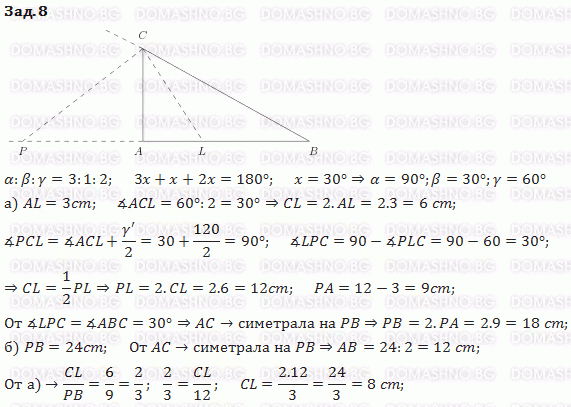 Зад.8
C
P A L B
α:β:γ = 3:1:2; 3x + x + 2x = 180°; x = 30° ⇒ α = 90°; β = 30°; γ = 60°
а) AL = 3cm; ∡ACL = 60°:2 = 30° ⇒ CL = 2.AL = 2.3 = 6 cm;
∡PCL = ∡ACL + γ′/2 = 30 + 120/2 = 90°; ∡LPC = 90 − ∡PLC = 90 − 60 = 30°;
⇒ CL = 1/2 PL ⇒ PL = 2.CL = 2.6 = 12cm; PA = 12 − 3 = 9cm;
От ∡LPC = ∡ABC = 30° ⇒ AC → симетрала на PB ⇒ PB = 2.PA = 2.9 = 18 cm;
б) PB = 24cm; От AC → симетрала на PB ⇒ AB = 24:2 = 12 cm;
От а) → CL/PB = 6/9 = 2/3; 2/3 = CL/12; CL = 2.12/3 = 24/3 = 8 cm;